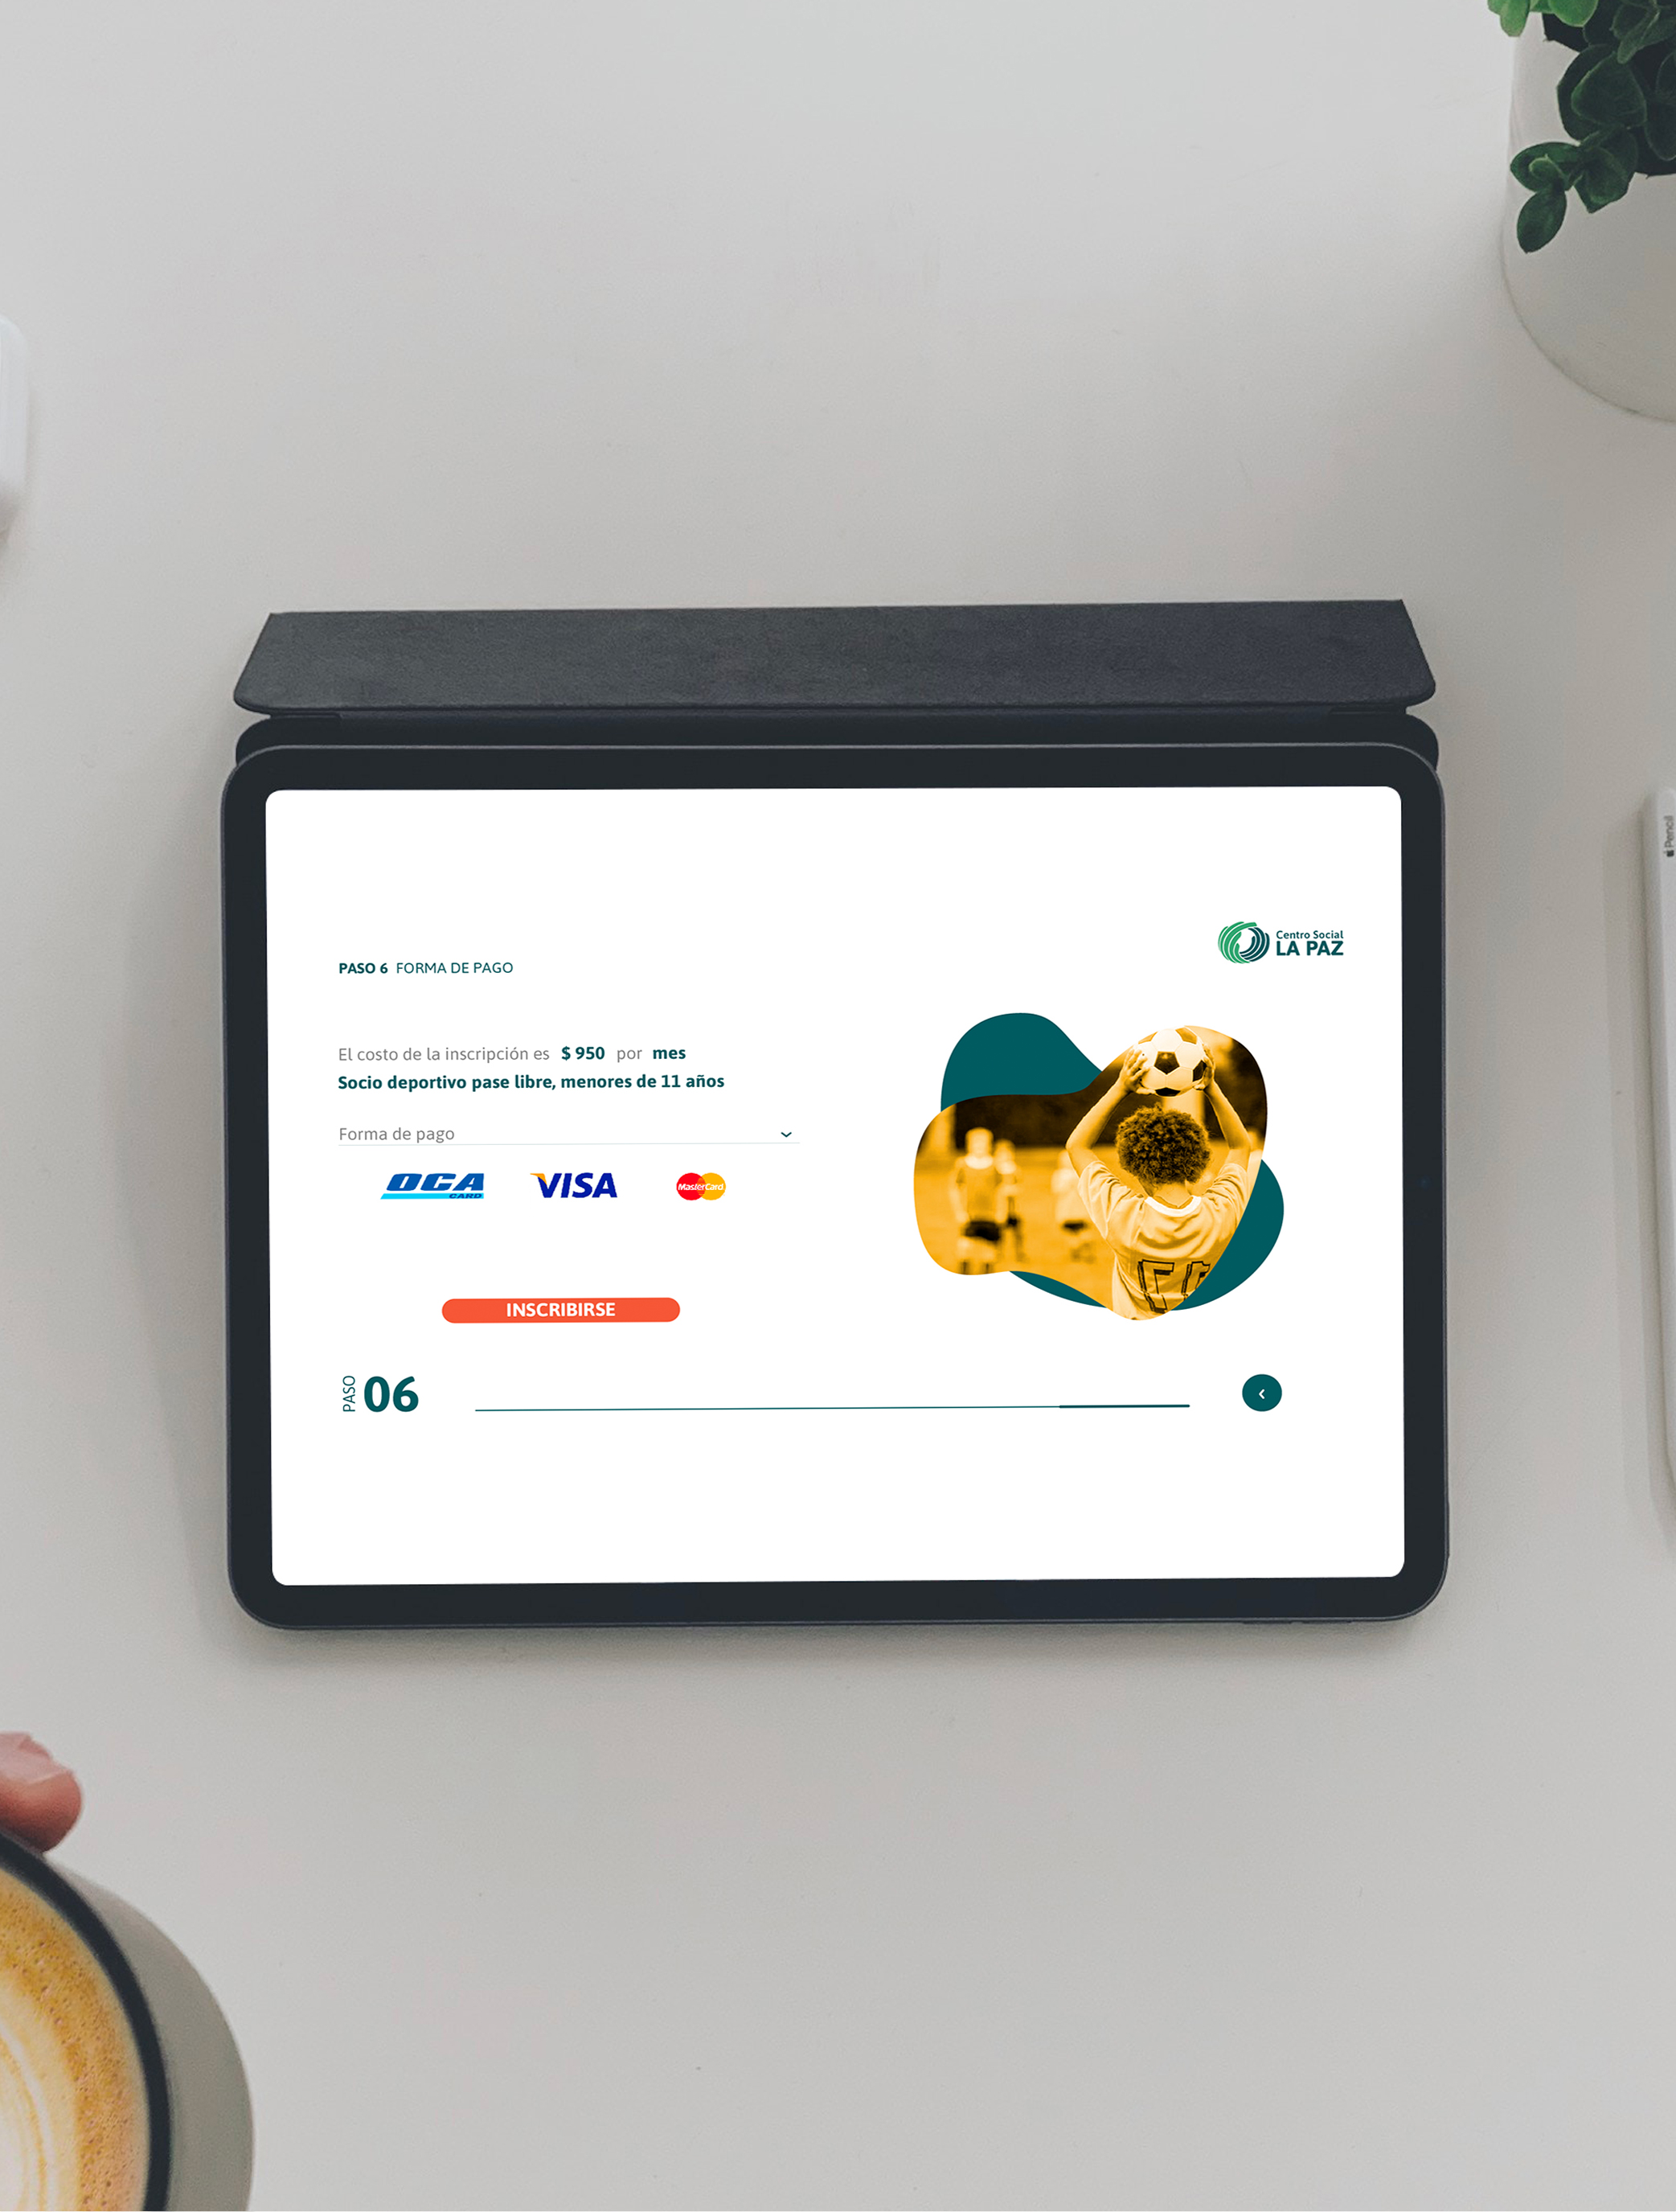 Centro Social
LA PAZ
PASO 6 FORMA DE PAGO
El costo de la inscripción es $ 950 por mes
Socio deportivo pase libre, menores de 11 años
Forma de pago
OCA
CARD
VISA
MasterCard
INSCRIBIRSE
PASO
06
Pencil